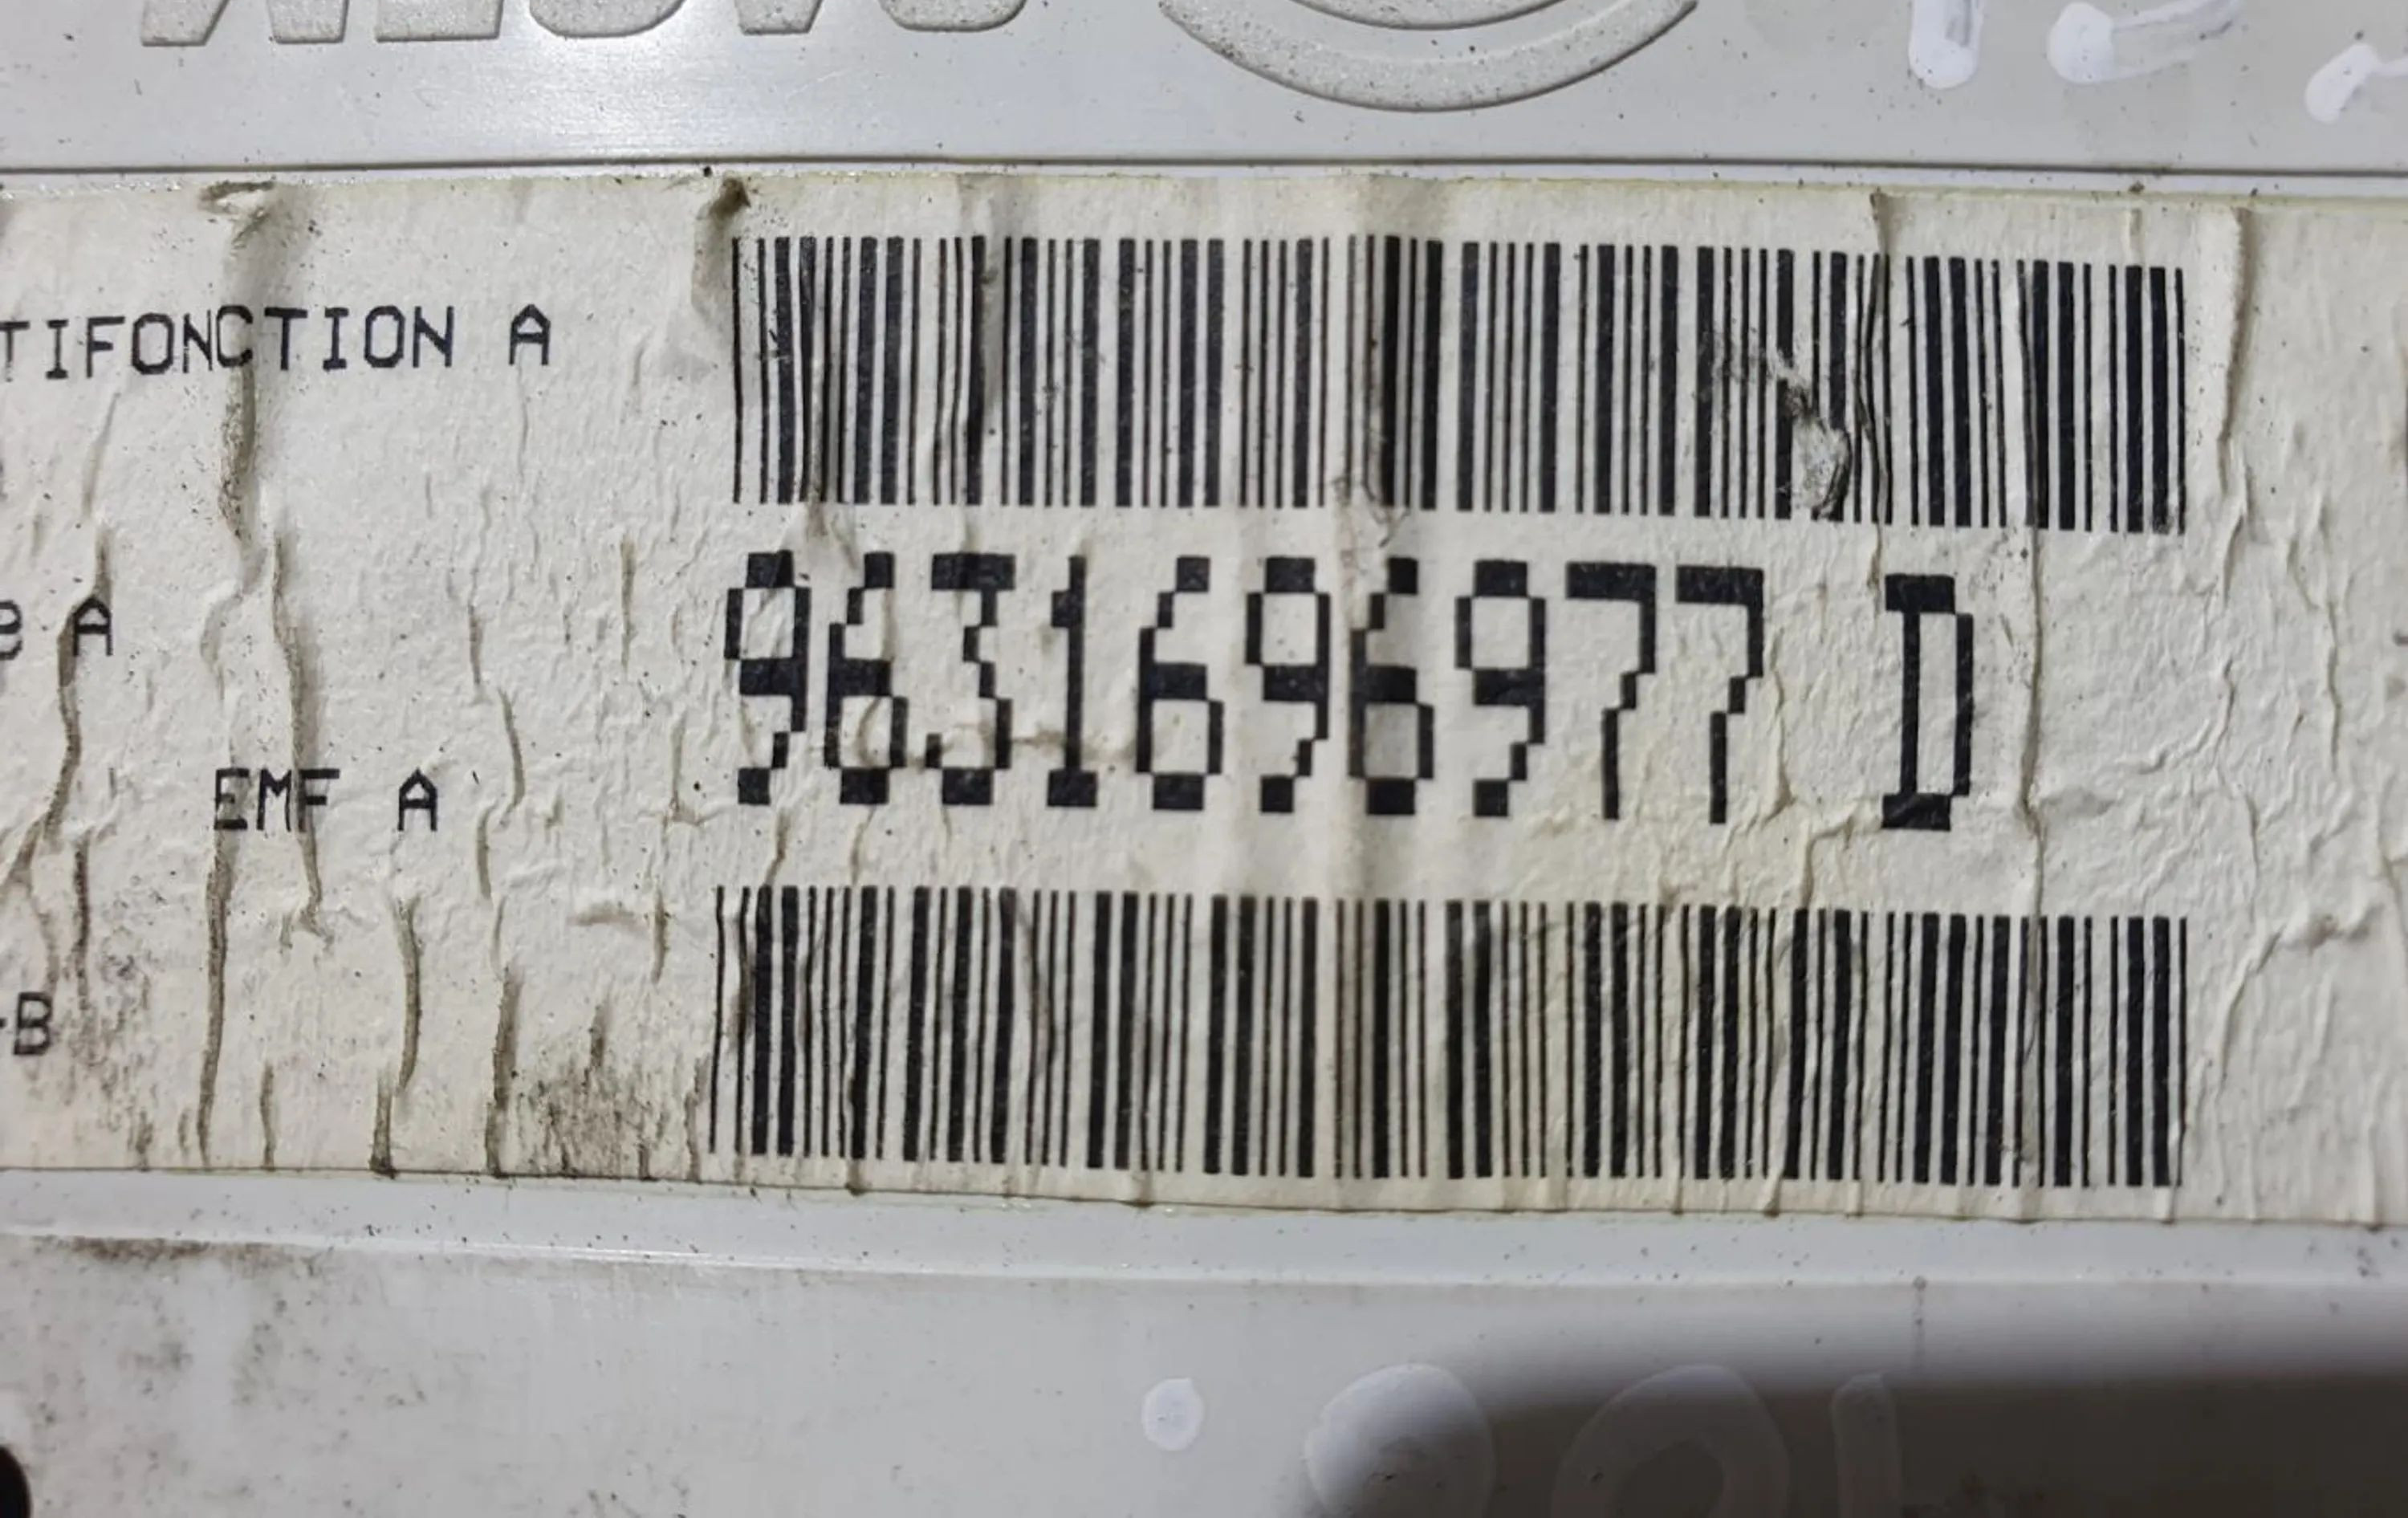 TIFONCTION A
9631696977 D
A
EMF A
B